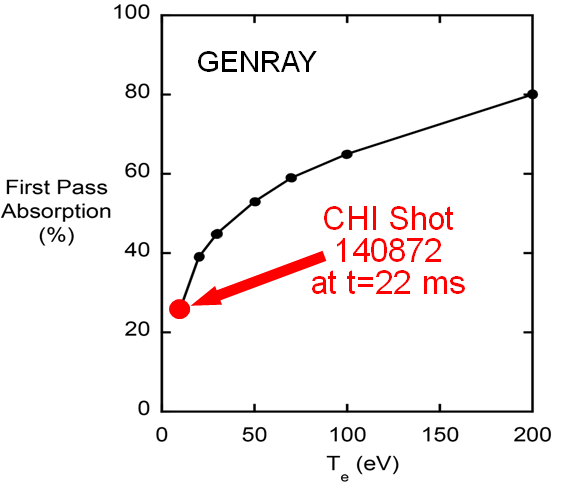 100
GENRAY
80
60
First Pass
Absorption
(%)
CHI Shot
140872
at t=22 ms
40
20
0
0 50 100 150 200
Te (eV)